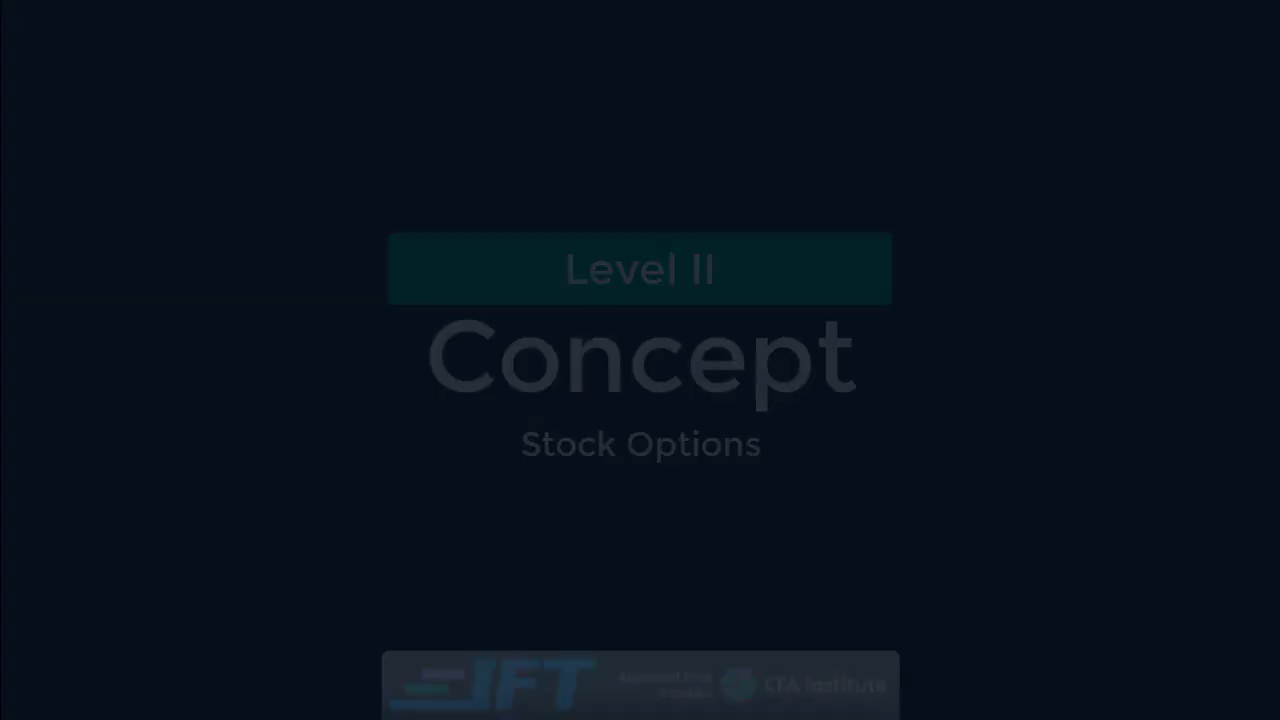 Level II
Concept
Stock Options
IFT
CFA Institute